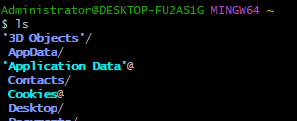 Administrator@DESKTOP-FU2AS1G MINGW64 ~
$ ls
'3D Objects'/
AppData/
'Application Data'@
Contacts/
Cookies@
Desktop/